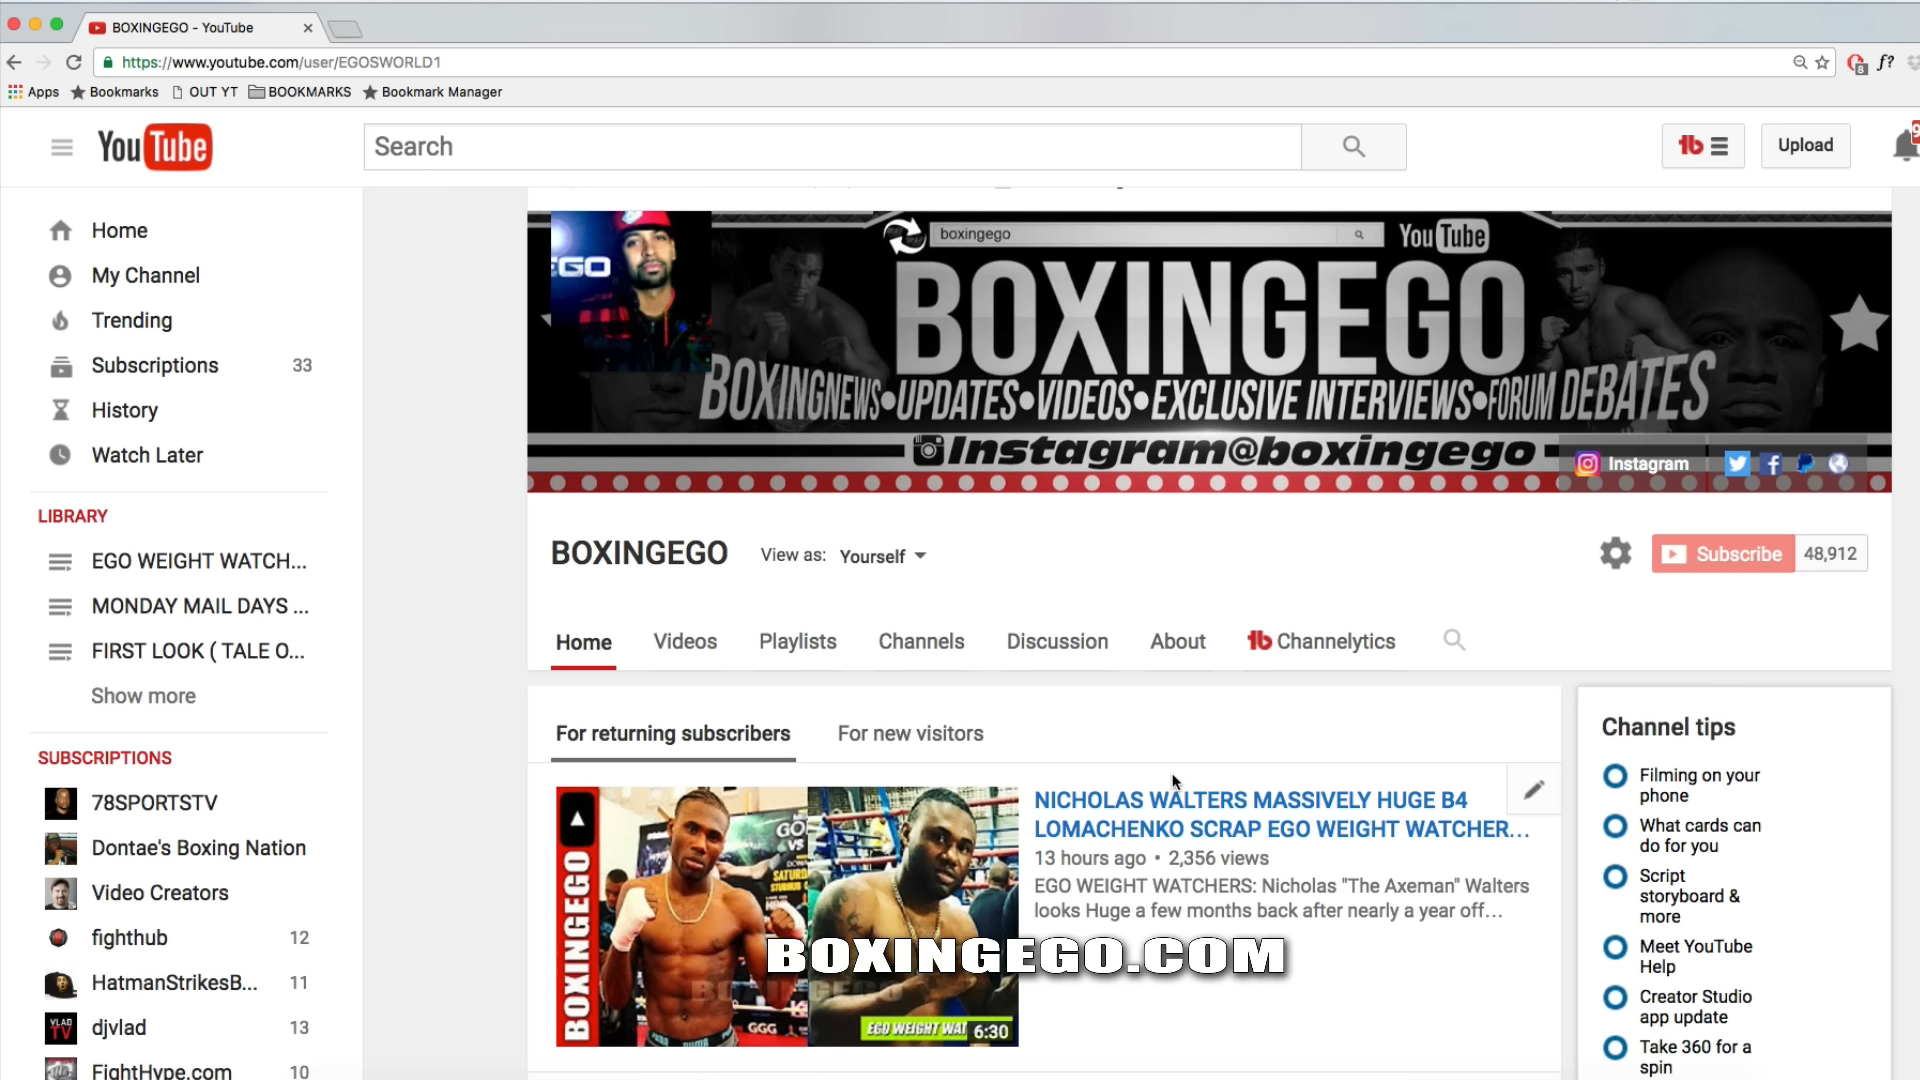 BOXINGEGO - YouTube
https://www.youtube.com/user/EGOSWORLD1
Apps Bookmarks OUT YT BOOKMARKS Bookmark Manager
YouTube
Search
Upload
Home
My Channel
Trending
Subscriptions 33
History
Watch Later
LIBRARY
EGO WEIGHT WATCH...
MONDAY MAIL DAYS ...
FIRST LOOK ( TALE O...
Show more
SUBSCRIPTIONS
78SPORTSTV
Dontae's Boxing Nation
Video Creators
fighthub 12
HatmanStrikesB... 11
VLAD TV
djvlad 13
FightHype.com 10
EGO
boxingego
YouTube
BOXINGEGO
BOXINGNEWS•UPDATES•VIDEOS•EXCLUSIVE INTERVIEWS•FORUM DEBATES
Instagram@boxingego
Instagram
BOXINGEGO
View as: Yourself
Subscribe 48,912
Home Videos Playlists Channels Discussion About Channelytics
For returning subscribers For new visitors
BOXINGEGO
GGG
EGO WEIGHT WAT
6:30
NICHOLAS WALTERS MASSIVELY HUGE B4
LOMACHENKO SCRAP EGO WEIGHT WATCHER...
13 hours ago • 2,356 views
EGO WEIGHT WATCHERS: Nicholas "The Axeman" Walters
looks Huge a few months back after nearly a year off...
BOXINGEGO.COM
Channel tips
Filming on your
phone
What cards can
do for you
Script
storyboard &
more
Meet YouTube
Help
Creator Studio
app update
Take 360 for a
spin